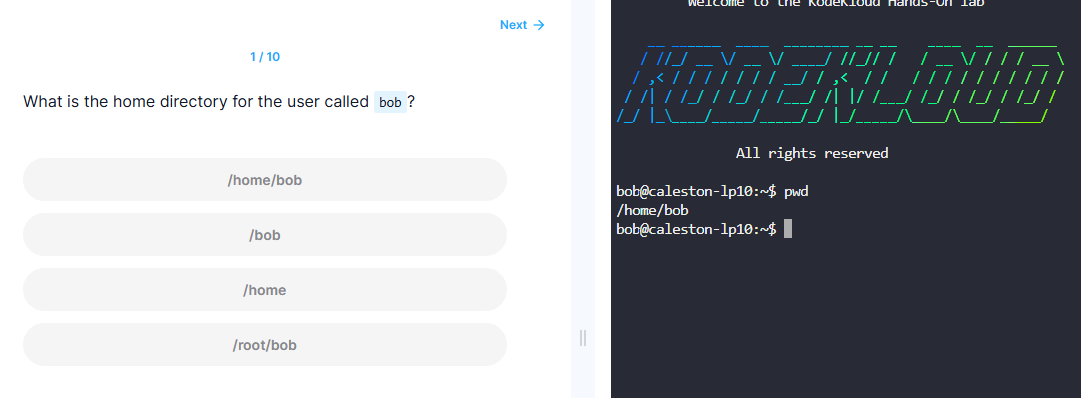 Next →
1 / 10
What is the home directory for the user called bob ?
/home/bob
/bob
/home
/root/bob
Welcome to the KodeKloud Hands-On lab
KODEKLOUD
All rights reserved
bob@caleston-lp10:~$ pwd
/home/bob
bob@caleston-lp10:~$